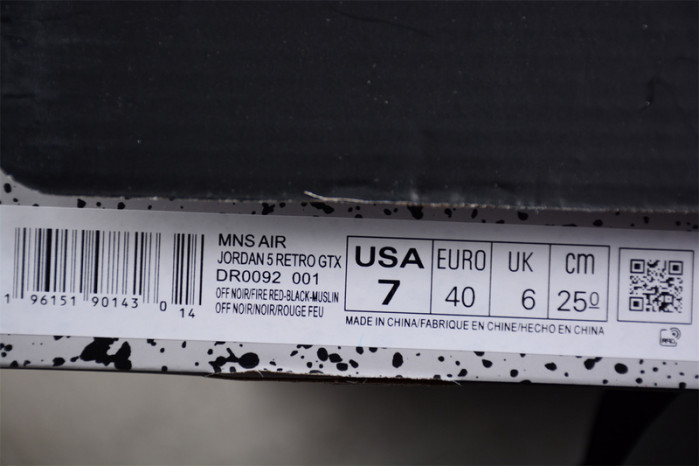 MNS AIR
JORDAN 5 RETRO GTX
DR0092 001
OFF NOIR/FIRE RED-BLACK-MUSLIN
OFF NOIR/NOIR/ROUGE FEU
1 96151 90143 0 14
USA EURO UK cm
7 40 6 25º
MADE IN CHINA/FABRIQUE EN CHINE/HECHO EN CHINA